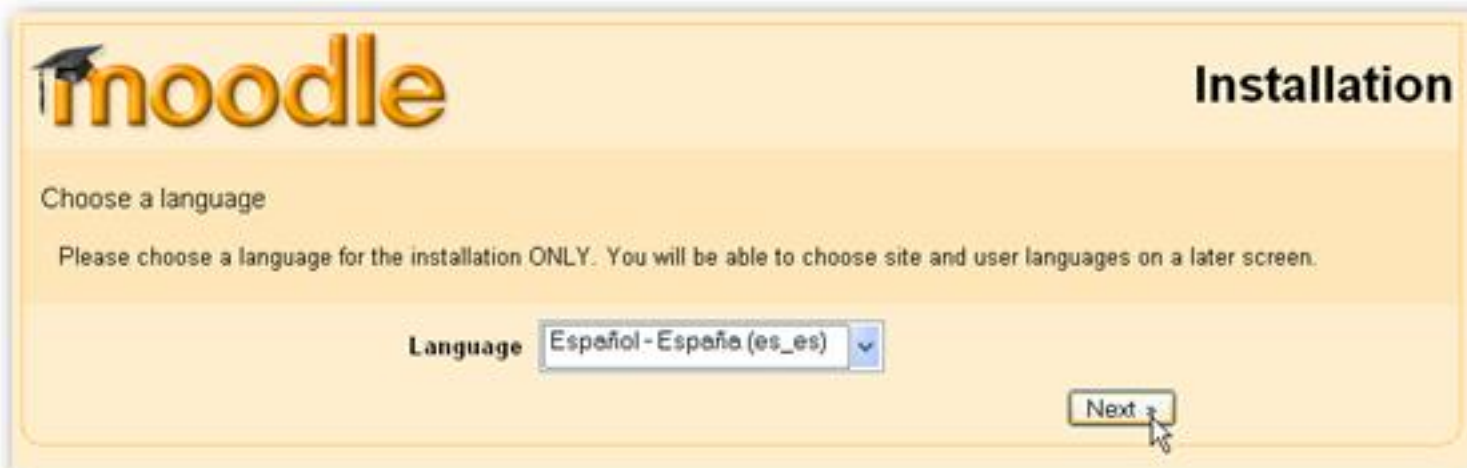 moodle
Installation
Choose a language
Please choose a language for the installation ONLY. You will be able to choose site and user languages on a later screen.
Language Español - España (es_es)
Next »